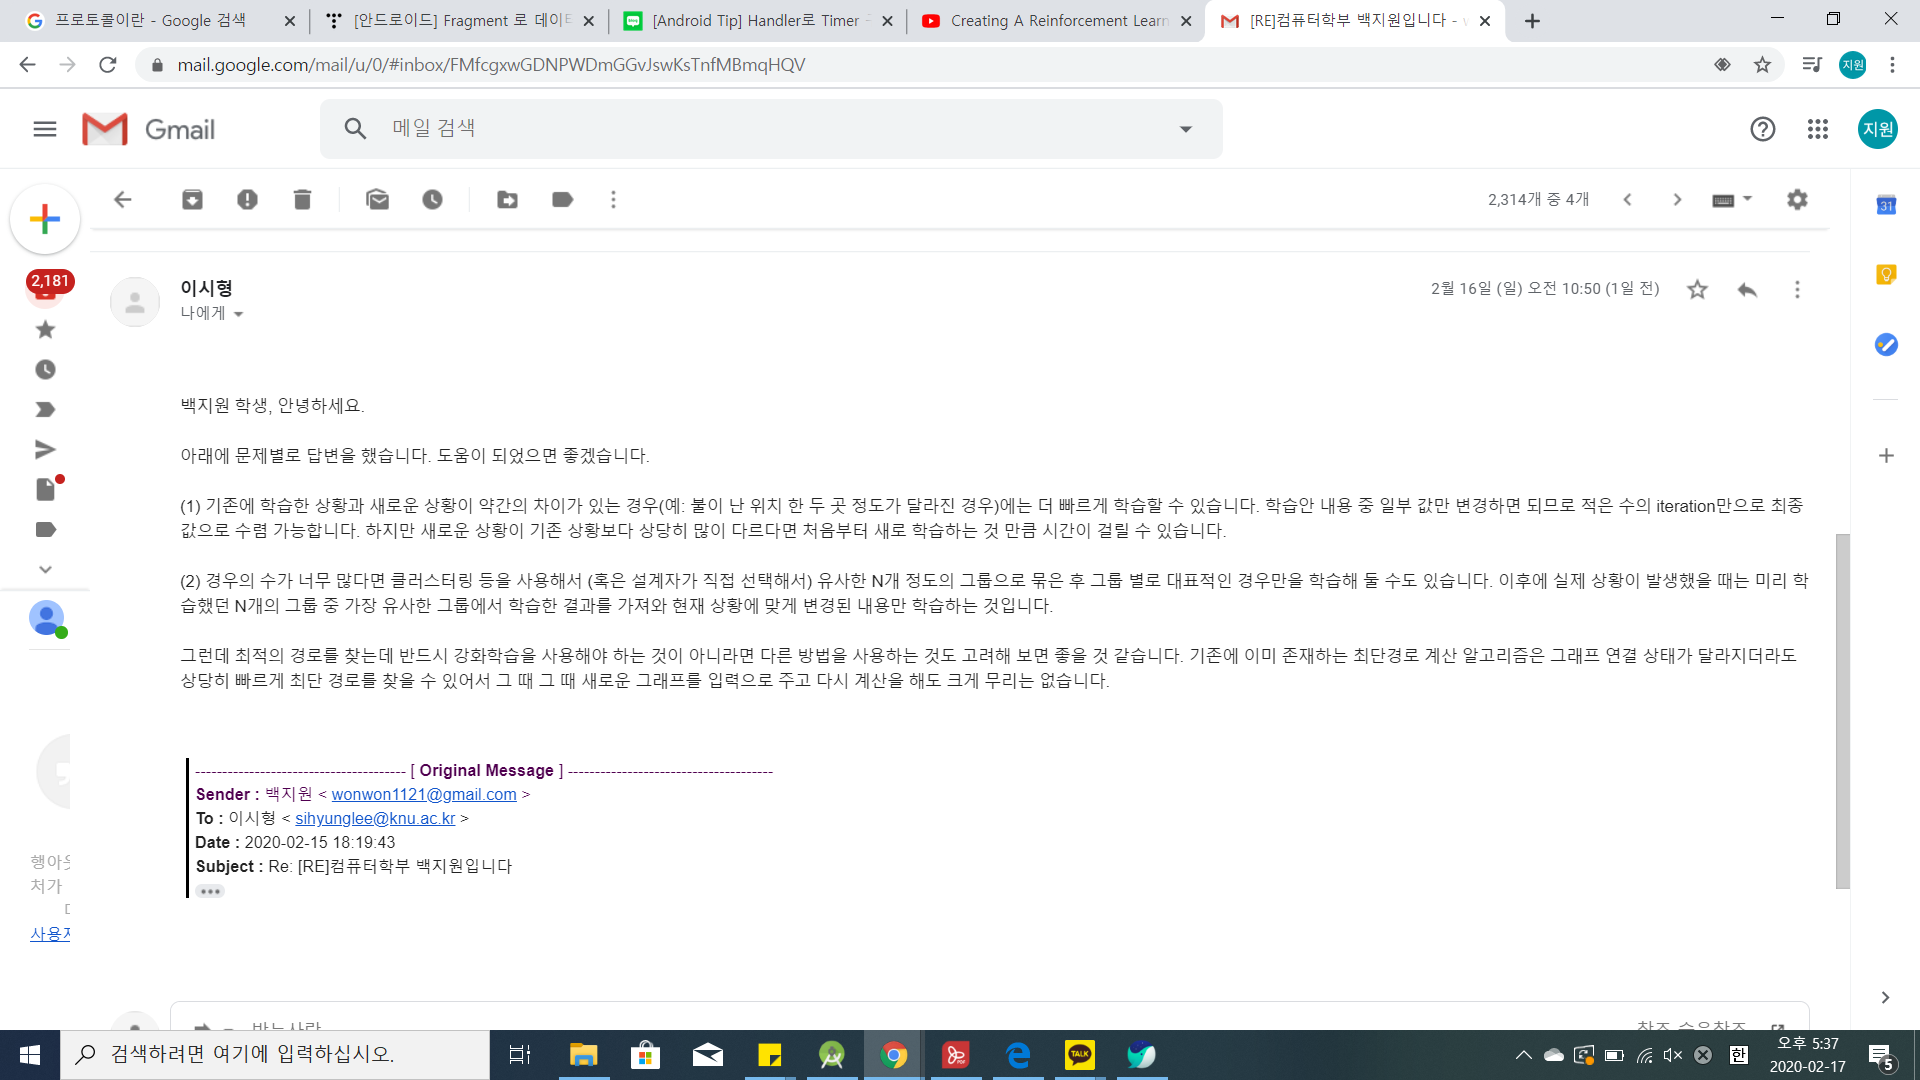 프로토콜이란 - Google 검색
[안드로이드] Fragment 로 데이터
[Android Tip] Handler로 Timer
Creating A Reinforcement Learn
[RE]컴퓨터학부 백지원입니다 -
mail.google.com/mail/u/0/#inbox/FMfcgxwGDNPWDmGGvJswKsTnfMBmqHQV
지원
Gmail
메일 검색
지원
2,314개 중 4개
31
2,181
이시형
2월 16일 (일) 오전 10:50 (1일 전)
나에게
백지원 학생, 안녕하세요.
아래에 문제별로 답변을 했습니다. 도움이 되었으면 좋겠습니다.
(1) 기존에 학습한 상황과 새로운 상황이 약간의 차이가 있는 경우(예: 불이 난 위치 한 두 곳 정도가 달라진 경우)에는 더 빠르게 학습할 수 있습니다. 학습안 내용 중 일부 값만 변경하면 되므로 적은 수의 iteration만으로 최종
값으로 수렴 가능합니다. 하지만 새로운 상황이 기존 상황보다 상당히 많이 다르다면 처음부터 새로 학습하는 것 만큼 시간이 걸릴 수 있습니다.
(2) 경우의 수가 너무 많다면 클러스터링 등을 사용해서 (혹은 설계자가 직접 선택해서) 유사한 N개 정도의 그룹으로 묶은 후 그룹 별로 대표적인 경우만을 학습해 둘 수도 있습니다. 이후에 실제 상황이 발생했을 때는 미리 학
습했던 N개의 그룹 중 가장 유사한 그룹에서 학습한 결과를 가져와 현재 상황에 맞게 변경된 내용만 학습하는 것입니다.
그런데 최적의 경로를 찾는데 반드시 강화학습을 사용해야 하는 것이 아니라면 다른 방법을 사용하는 것도 고려해 보면 좋을 것 같습니다. 기존에 이미 존재하는 최단경로 계산 알고리즘은 그래프 연결 상태가 달라지더라도
상당히 빠르게 최단 경로를 찾을 수 있어서 그 때 그 때 새로운 그래프를 입력으로 주고 다시 계산을 해도 크게 무리는 없습니다.
--------------------------------------- [ Original Message ] --------------------------------------
Sender : 백지원 < wonwon1121@gmail.com >
To : 이시형 < sihyunglee@knu.ac.kr >
Date : 2020-02-15 18:19:43
Subject : Re: [RE]컴퓨터학부 백지원입니다
행아웃
처가
사용자
받는사람
참조 숨은참조
검색하려면 여기에 입력하십시오.
TALK
한
오후 5:37
2020-02-17
5